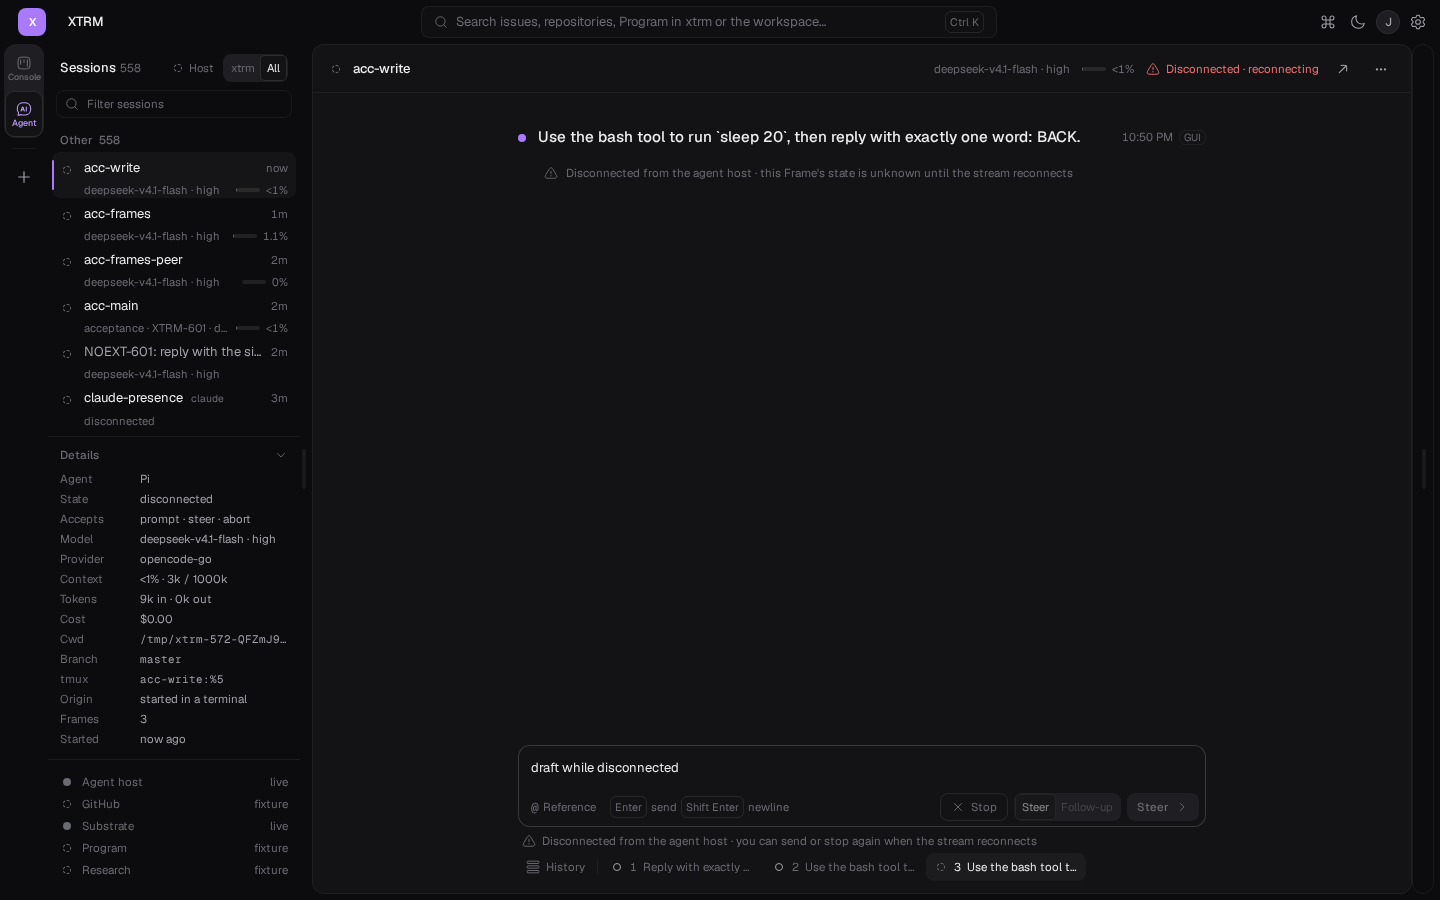 X
XTRM
Search issues, repositories, Program in xtrm or the workspace...
Ctrl K
J
Console
AI
Agent
Sessions 558
Host
xtrm
All
Filter sessions
Other 558
acc-write now
deepseek-v4.1-flash · high <1%
acc-frames 1m
deepseek-v4.1-flash · high 1.1%
acc-frames-peer 2m
deepseek-v4.1-flash · high 0%
acc-main 2m
acceptance · XTRM-601 · d... <1%
NOEXT-601: reply with the si... 2m
deepseek-v4.1-flash · high
claude-presence claude 3m
disconnected
Details
Agent Pi
State disconnected
Accepts prompt · steer · abort
Model deepseek-v4.1-flash · high
Provider opencode-go
Context <1% · 3k / 1000k
Tokens 9k in · 0k out
Cost $0.00
Cwd /tmp/xtrm-572-QFZmJ9...
Branch master
tmux acc-write:%5
Origin started in a terminal
Frames 3
Started now ago
Agent host live
GitHub fixture
Substrate live
Program fixture
Research fixture
acc-write
deepseek-v4.1-flash · high <1% Disconnected · reconnecting
Use the bash tool to run `sleep 20`, then reply with exactly one word: BACK.
10:50 PM GUI
Disconnected from the agent host · this Frame's state is unknown until the stream reconnects
draft while disconnected
@ Reference Enter send Shift Enter newline
Stop
Steer Follow-up
Steer
Disconnected from the agent host · you can send or stop again when the stream reconnects
History
1 Reply with exactly ...
2 Use the bash tool t...
3 Use the bash tool t...